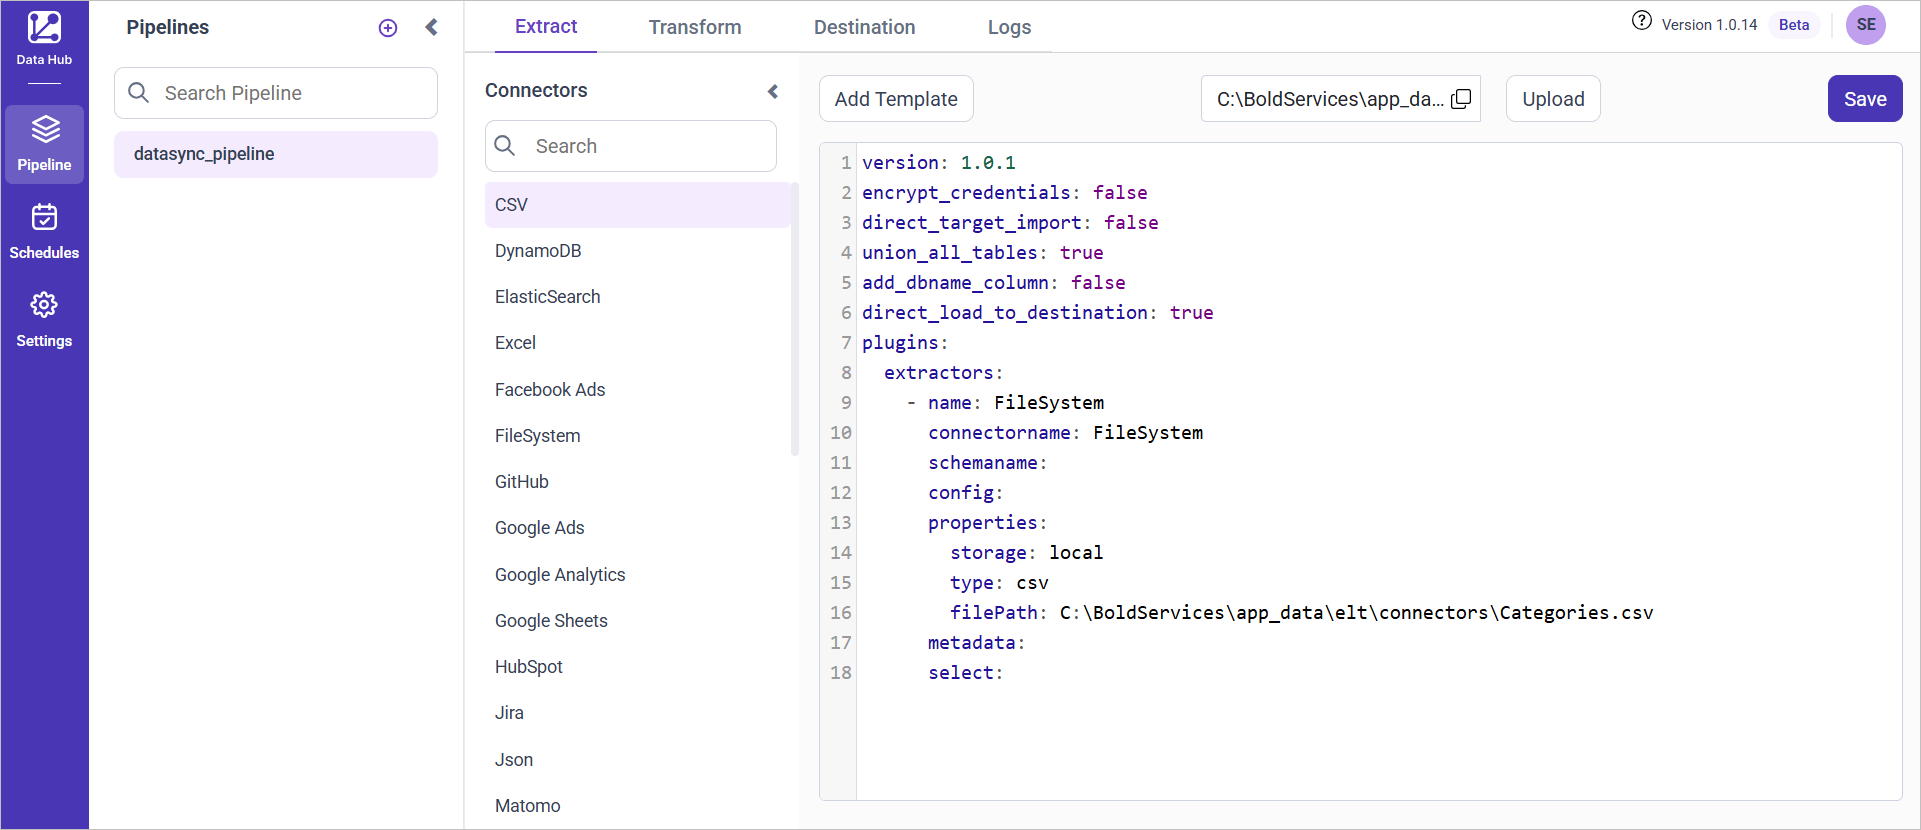 Data Hub
Pipeline
Schedules
Settings
Pipelines
Search Pipeline
datasync_pipeline
Extract
Transform
Destination
Logs
Version 1.0.14
Beta
SE
Connectors
Search
CSV
DynamoDB
ElasticSearch
Excel
Facebook Ads
FileSystem
GitHub
Google Ads
Google Analytics
Google Sheets
HubSpot
Jira
Json
Matomo
Add Template
C:\BoldServices\app_da...
Upload
Save
1 version: 1.0.1
2 encrypt_credentials: false
3 direct_target_import: false
4 union_all_tables: true
5 add_dbname_column: false
6 direct_load_to_destination: true
7 plugins:
8   extractors:
9     - name: FileSystem
10       connectorname: FileSystem
11       schemaname:
12       config:
13       properties:
14         storage: local
15         type: csv
16         filePath: C:\BoldServices\app_data\elt\connectors\Categories.csv
17       metadata:
18       select: